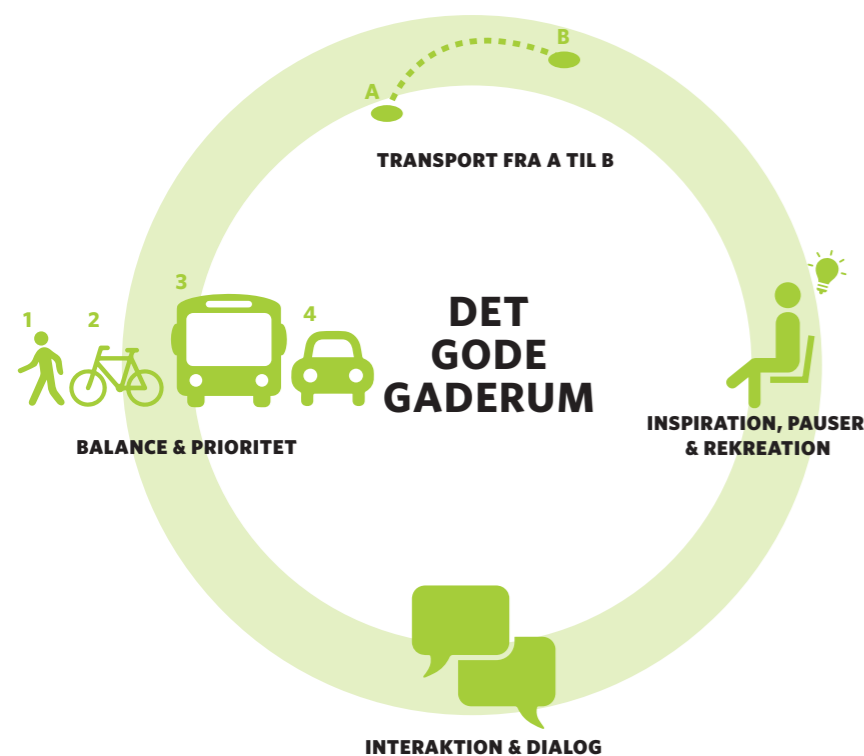 B
A
TRANSPORT FRA A TIL B
3
1
2
4
DET
GODE
GADERUM
INSPIRATION, PAUSER
& REKREATION
BALANCE & PRIORITET
INTERAKTION & DIALOG